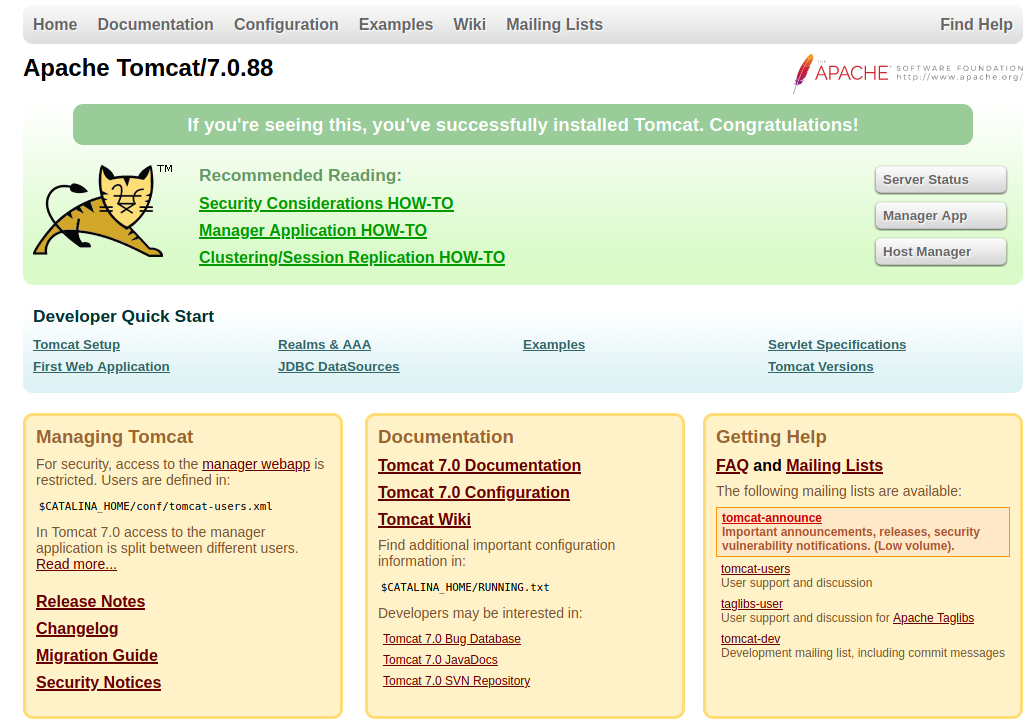 Home Documentation Configuration Examples Wiki Mailing Lists Find Help
Apache Tomcat/7.0.88
THE APACHE SOFTWARE FOUNDATION
http://www.apache.org/
If you're seeing this, you've successfully installed Tomcat. Congratulations!
TM
Recommended Reading:
Security Considerations HOW-TO
Manager Application HOW-TO
Clustering/Session Replication HOW-TO
Server Status
Manager App
Host Manager
Developer Quick Start
Tomcat Setup
First Web Application
Realms & AAA
JDBC DataSources
Examples
Servlet Specifications
Tomcat Versions
Managing Tomcat
For security, access to the manager webapp is
restricted. Users are defined in:
$CATALINA_HOME/conf/tomcat-users.xml
In Tomcat 7.0 access to the manager
application is split between different users.
Read more...
Release Notes
Changelog
Migration Guide
Security Notices
Documentation
Tomcat 7.0 Documentation
Tomcat 7.0 Configuration
Tomcat Wiki
Find additional important configuration
information in:
$CATALINA_HOME/RUNNING.txt
Developers may be interested in:
Tomcat 7.0 Bug Database
Tomcat 7.0 JavaDocs
Tomcat 7.0 SVN Repository
Getting Help
FAQ and Mailing Lists
The following mailing lists are available:
tomcat-announce
Important announcements, releases, security
vulnerability notifications. (Low volume).
tomcat-users
User support and discussion
taglibs-user
User support and discussion for Apache Taglibs
tomcat-dev
Development mailing list, including commit messages